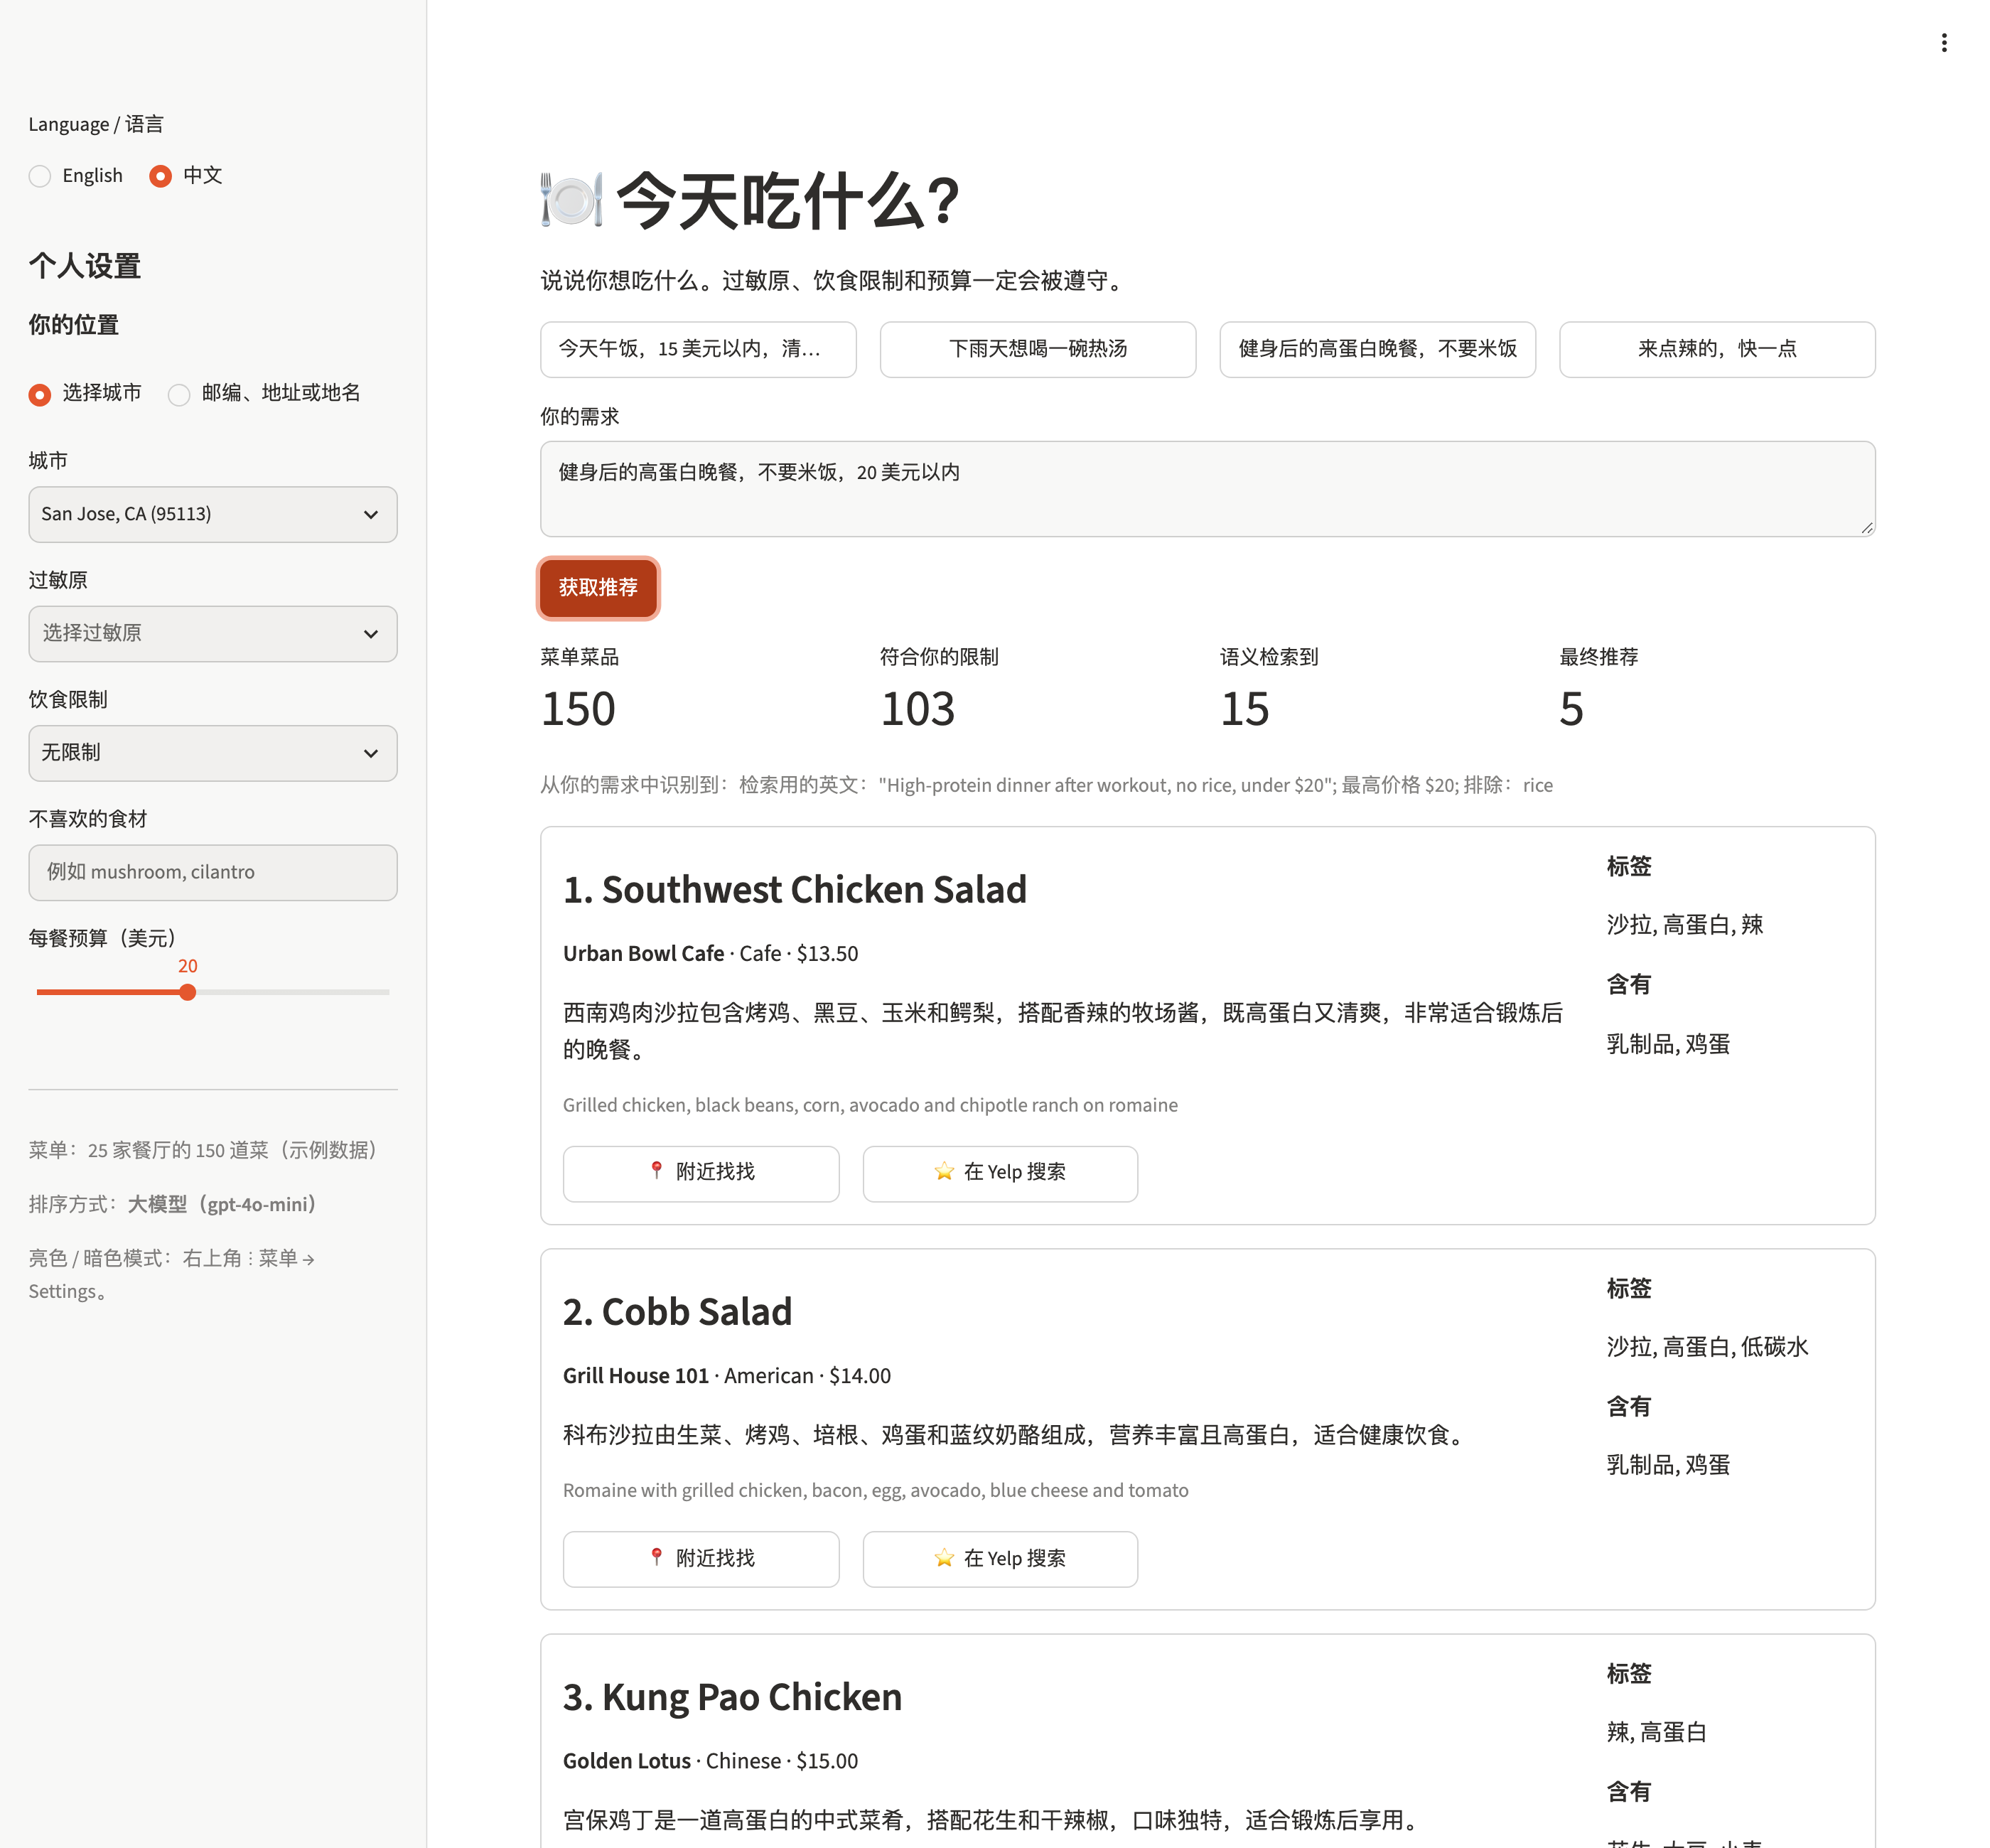 Language / 语言
English
中文
个人设置
你的位置
选择城市
邮编、地址或地名
城市
San Jose, CA (95113)
过敏原
选择过敏原
饮食限制
无限制
不喜欢的食材
例如 mushroom, cilantro
每餐预算（美元）
20
菜单：25 家餐厅的 150 道菜（示例数据）
排序方式：大模型（gpt-4o-mini）
亮色 / 暗色模式：右上角 ⋮ 菜单 →
Settings。
今天吃什么？
说说你想吃什么。过敏原、饮食限制和预算一定会被遵守。
今天午饭，15 美元以内，清…
下雨天想喝一碗热汤
健身后的高蛋白晚餐，不要米饭
来点辣的，快一点
你的需求
健身后的高蛋白晚餐，不要米饭，20 美元以内
获取推荐
菜单菜品
150
符合你的限制
103
语义检索到
15
最终推荐
5
从你的需求中识别到：检索用的英文："High-protein dinner after workout, no rice, under $20"; 最高价格 $20; 排除：rice
1. Southwest Chicken Salad
Urban Bowl Cafe · Cafe · $13.50
西南鸡肉沙拉包含烤鸡、黑豆、玉米和鳄梨，搭配香辣的牧场酱，既高蛋白又清爽，非常适合锻炼后
的晚餐。
Grilled chicken, black beans, corn, avocado and chipotle ranch on romaine
附近找找
在 Yelp 搜索
标签
沙拉, 高蛋白, 辣
含有
乳制品, 鸡蛋
2. Cobb Salad
Grill House 101 · American · $14.00
科布沙拉由生菜、烤鸡、培根、鸡蛋和蓝纹奶酪组成，营养丰富且高蛋白，适合健康饮食。
Romaine with grilled chicken, bacon, egg, avocado, blue cheese and tomato
附近找找
在 Yelp 搜索
标签
沙拉, 高蛋白, 低碳水
含有
乳制品, 鸡蛋
3. Kung Pao Chicken
Golden Lotus · Chinese · $15.00
宫保鸡丁是一道高蛋白的中式菜肴，搭配花生和干辣椒，口味独特，适合锻炼后享用。
标签
辣, 高蛋白
含有